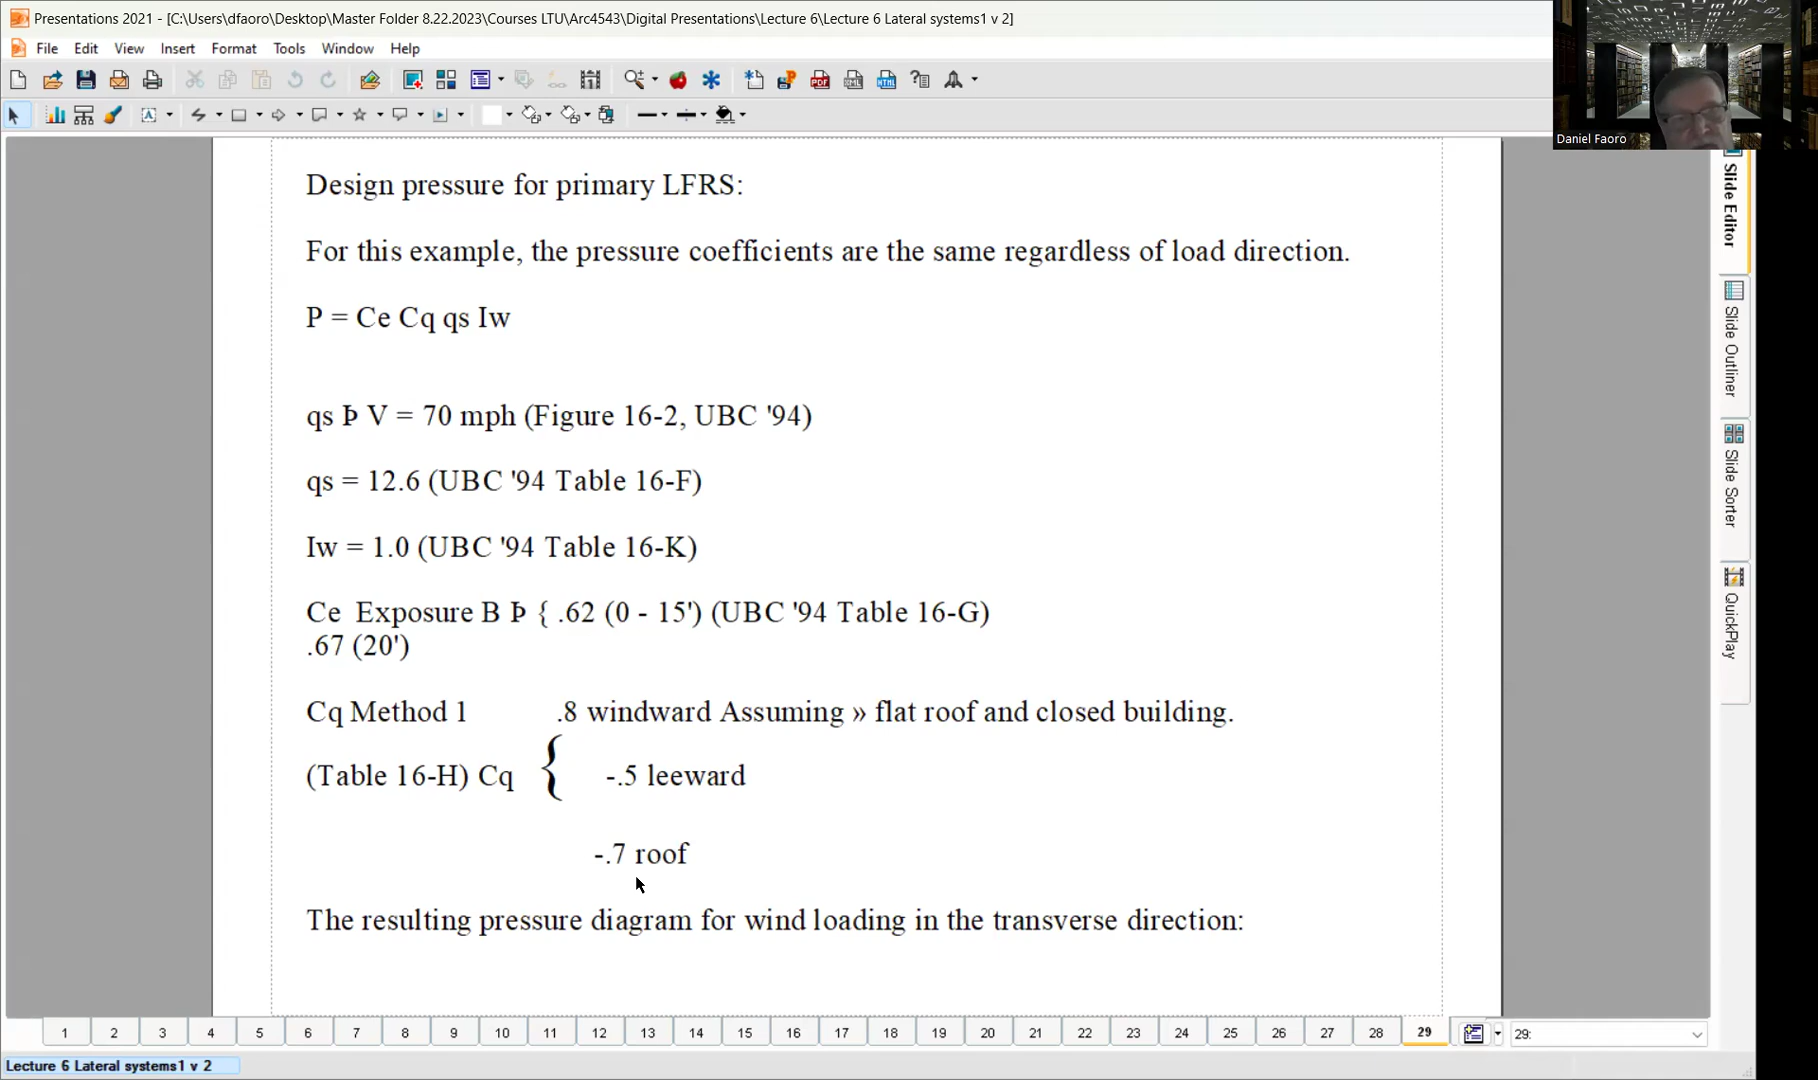 Presentations 2021 - [C:\Users\dfaoro\Desktop\Master Folder 8.22.2023\Courses LTU\Arc4543\Digital Presentations\Lecture 6\Lecture 6 Lateral systems1 v 2]
File Edit View Insert Format Tools Window Help
Daniel Faoro
Design pressure for primary LFRS:
For this example, the pressure coefficients are the same regardless of load direction.
P = Ce Cq qs Iw
qs Þ V = 70 mph (Figure 16-2, UBC '94)
qs = 12.6 (UBC '94 Table 16-F)
Iw = 1.0 (UBC '94 Table 16-K)
Ce Exposure B Þ { .62 (0 - 15') (UBC '94 Table 16-G)
.67 (20')
Cq Method 1 .8 windward Assuming » flat roof and closed building.
(Table 16-H) Cq { -.5 leeward
-.7 roof
The resulting pressure diagram for wind loading in the transverse direction:
Slide Editor
Slide Outliner
Slide Sorter
QuickPlay
1 2 3 4 5 6 7 8 9 10 11 12 13 14 15 16 17 18 19 20 21 22 23 24 25 26 27 28 29 29:
Lecture 6 Lateral systems1 v 2